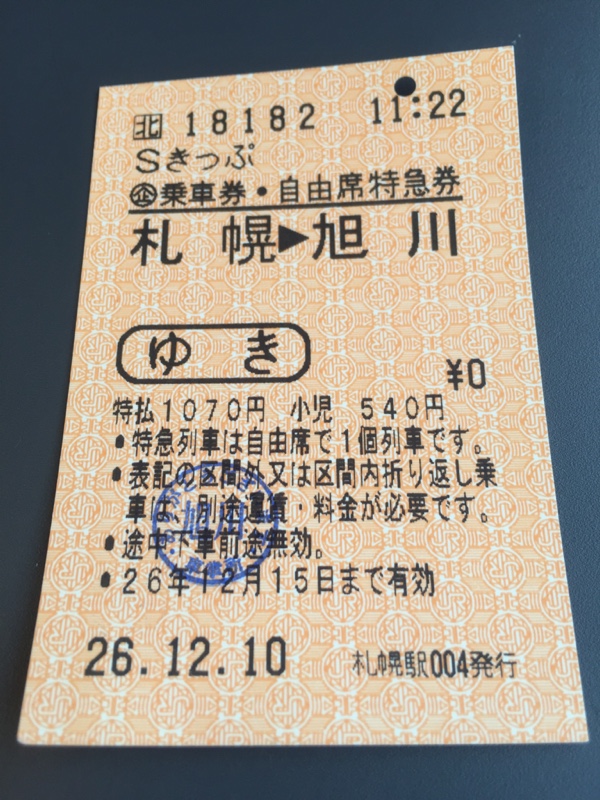 北 18182 11:22
Sきっぷ
企乗車券・自由席特急券
札幌▶旭川
ゆき
¥0
特払1070円 小児 540円
•特急列車は自由席で1個列車です。
•表記の区間外又は区間内折り返し乗
車は、別途運賃・料金が必要です。
•途中下車前途無効。
•26年12月15日まで有効
26.12.10 札幌駅004発行
旭川